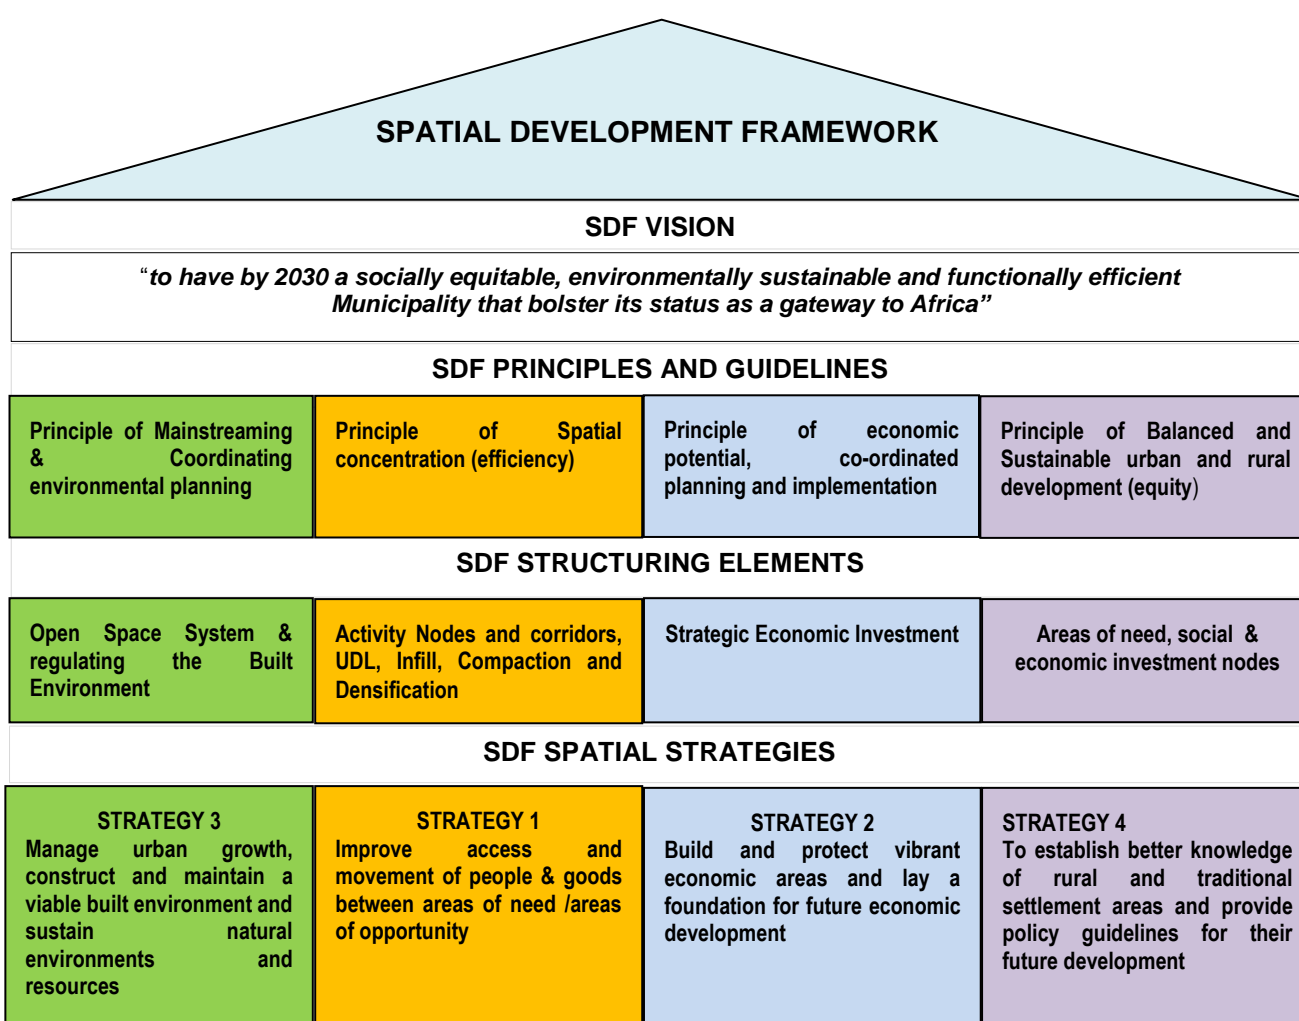 SPATIAL DEVELOPMENT FRAMEWORK
SDF VISION
“to have by 2030 a socially equitable, environmentally sustainable and functionally efficient
Municipality that bolster its status as a gateway to Africa”
SDF PRINCIPLES AND GUIDELINES
Principle of Mainstreaming
& Coordinating
environmental planning
Principle of Spatial
concentration (efficiency)
Principle of economic
potential, co-ordinated
planning and implementation
Principle of Balanced and
Sustainable urban and rural
development (equity)
SDF STRUCTURING ELEMENTS
Open Space System &
regulating the Built
Environment
Activity Nodes and corridors,
UDL, Infill, Compaction and
Densification
Strategic Economic Investment
Areas of need, social &
economic investment nodes
SDF SPATIAL STRATEGIES
STRATEGY 3
Manage urban growth,
construct and maintain a
viable built environment and
sustain natural
environments and
resources
STRATEGY 1
Improve access and
movement of people & goods
between areas of need /areas
of opportunity
STRATEGY 2
Build and protect vibrant
economic areas and lay a
foundation for future economic
development
STRATEGY 4
To establish better knowledge
of rural and traditional
settlement areas and provide
policy guidelines for their
future development